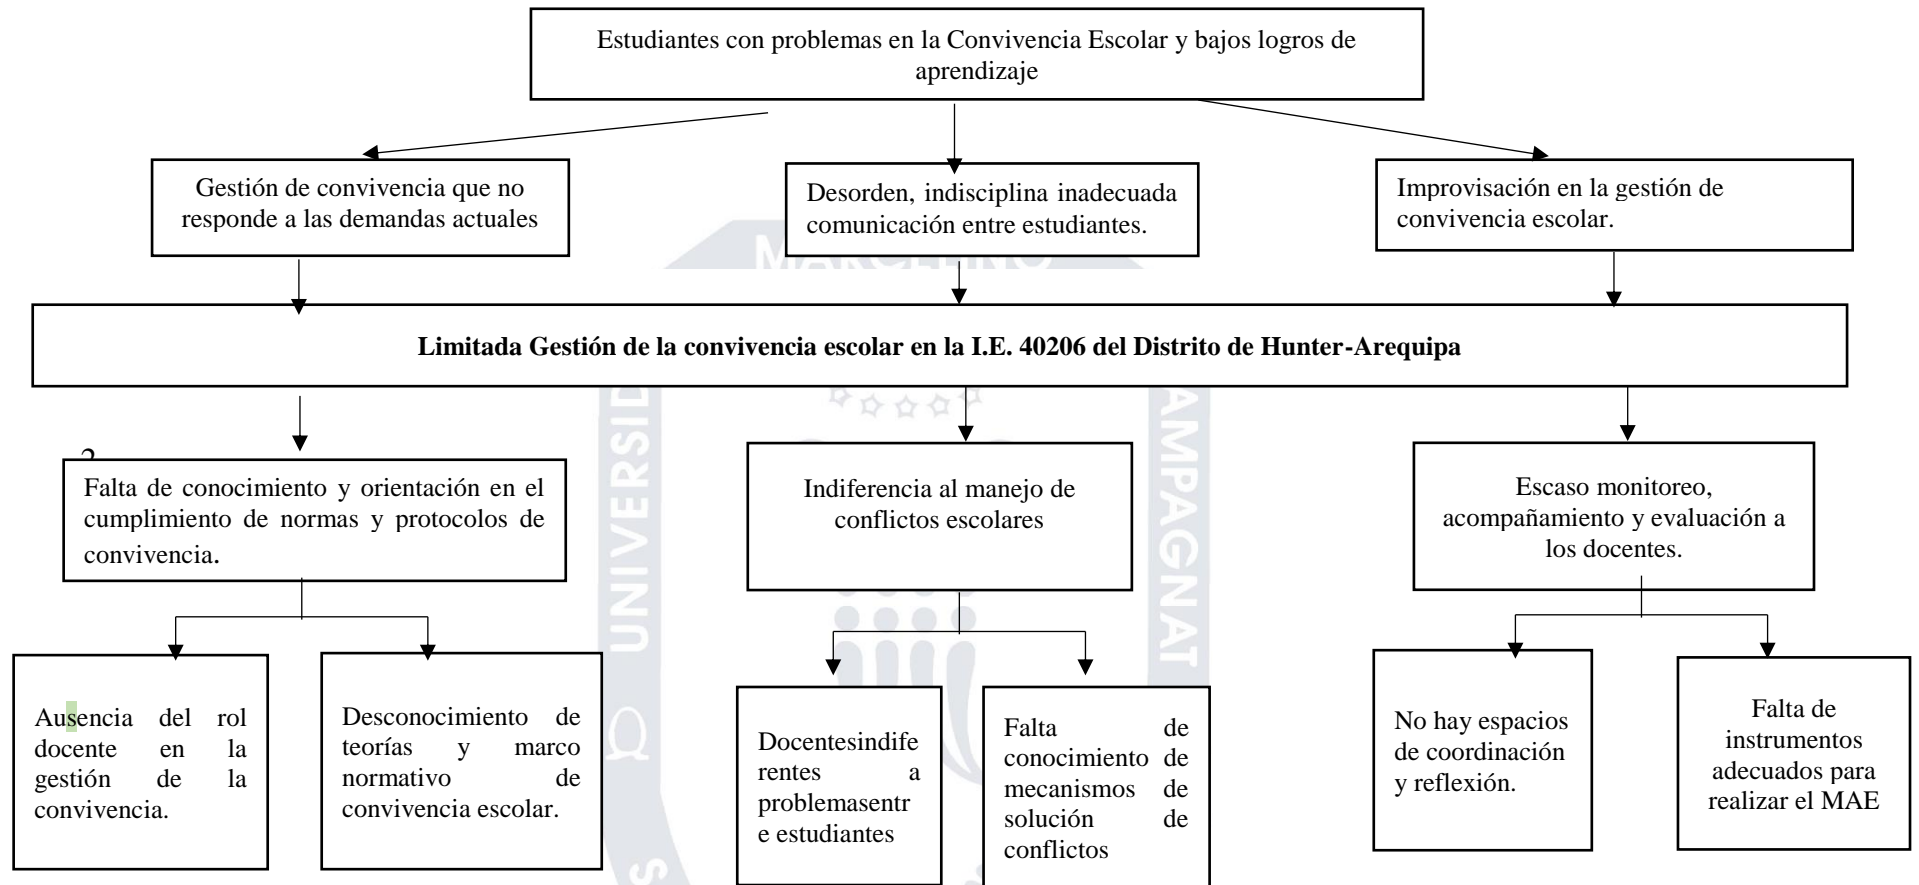 Estudiantes con problemas en la Convivencia Escolar y bajos logros de
aprendizaje
Gestión de convivencia que no
responde a las demandas actuales
Desorden, indisciplina inadecuada
comunicación entre estudiantes.
Improvisación en la gestión de
convivencia escolar.
Limitada Gestión de la convivencia escolar en la I.E. 40206 del Distrito de Hunter-Arequipa
Falta de conocimiento y orientación en el
cumplimiento de normas y protocolos de
convivencia.
Indiferencia al manejo de
conflictos escolares
Escaso monitoreo,
acompañamiento y evaluación a
los docentes.
Ausencia del rol
docente en la
gestión de la
convivencia.
Desconocimiento de
teorías y marco
normativo de
convivencia escolar.
Docentesindife
rentes a
problemasentr
e estudiantes
Falta de
conocimiento de
mecanismos de
solución de
conflictos
No hay espacios
de coordinación
y reflexión.
Falta de
instrumentos
adecuados para
realizar el MAE